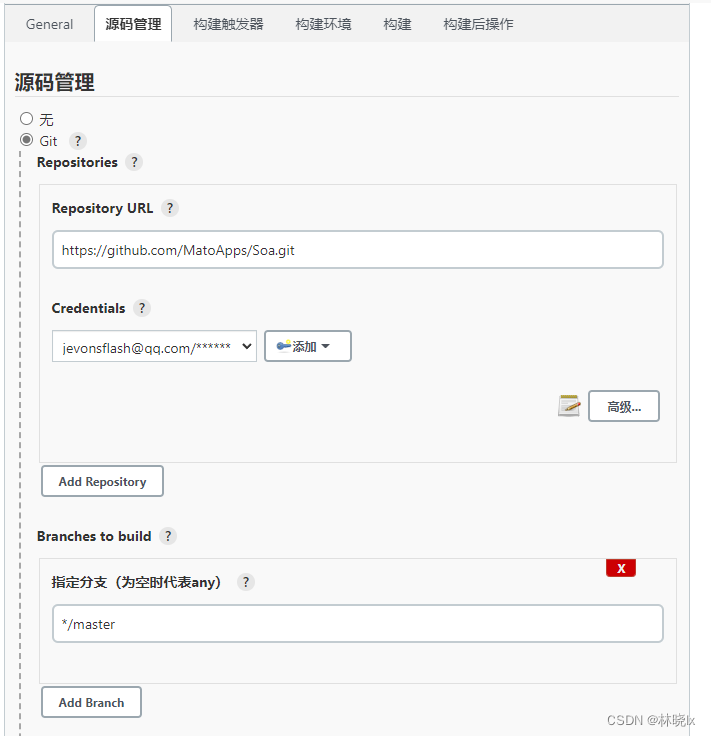 General 源码管理 构建触发器 构建环境 构建 构建后操作
源码管理
无
Git ?
Repositories ?
Repository URL ?
https://github.com/MatoApps/Soa.git
Credentials ?
jevonsflash@qq.com/****** 添加
高级...
Add Repository
Branches to build ?
X
指定分支（为空时代表any） ?
*/master
Add Branch
CSDN @林晓lx